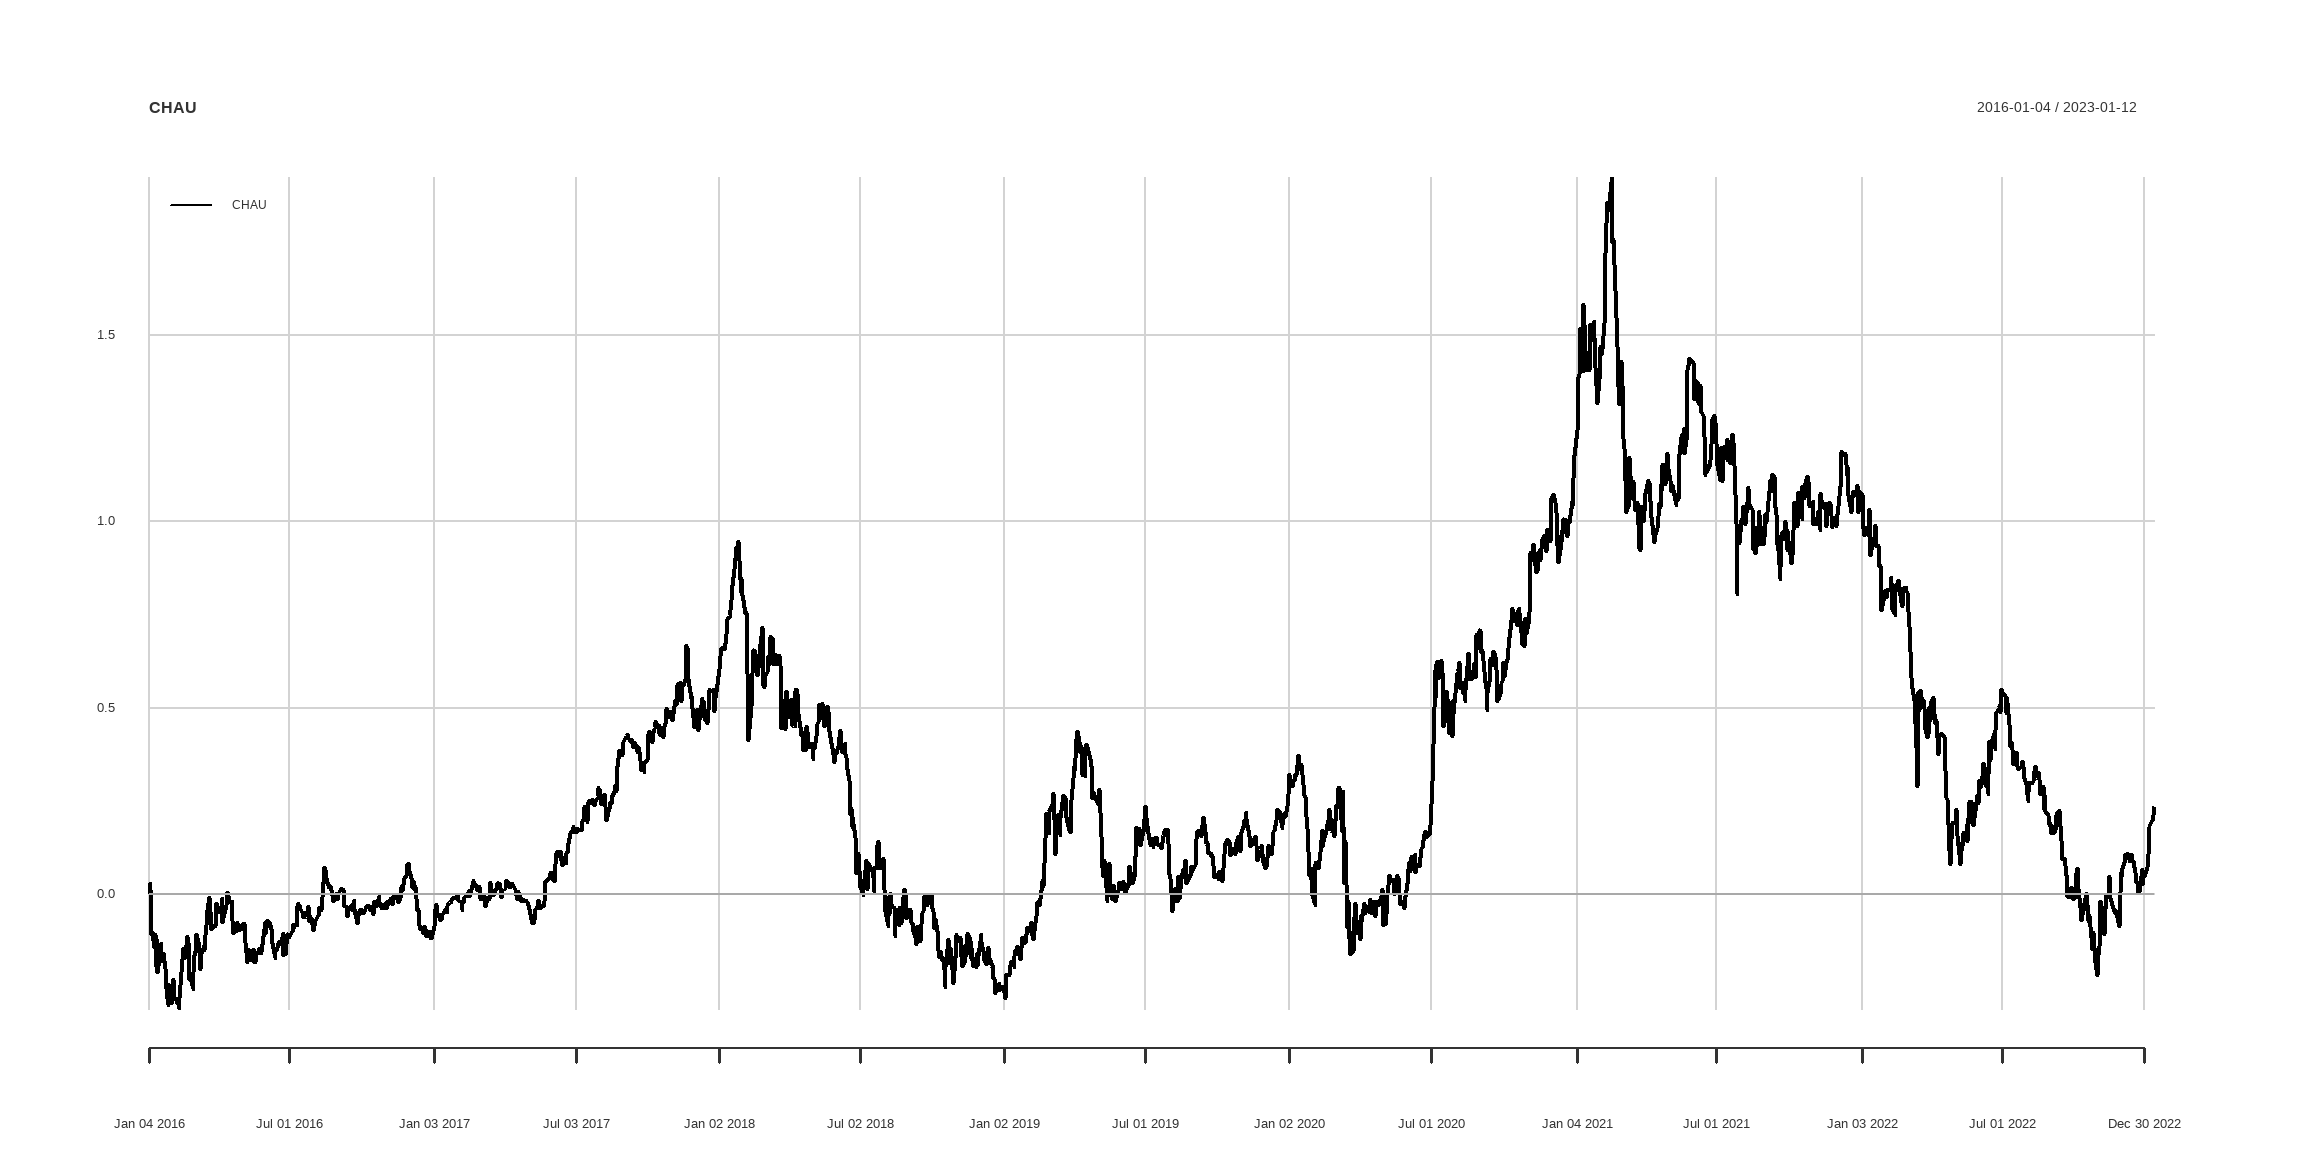 CHAU
2016-01-04 / 2023-01-12
CHAU
1.5
1.0
0.5
0.0
Jan 04 2016
Jul 01 2016
Jan 03 2017
Jul 03 2017
Jan 02 2018
Jul 02 2018
Jan 02 2019
Jul 01 2019
Jan 02 2020
Jul 01 2020
Jan 04 2021
Jul 01 2021
Jan 03 2022
Jul 01 2022
Dec 30 2022